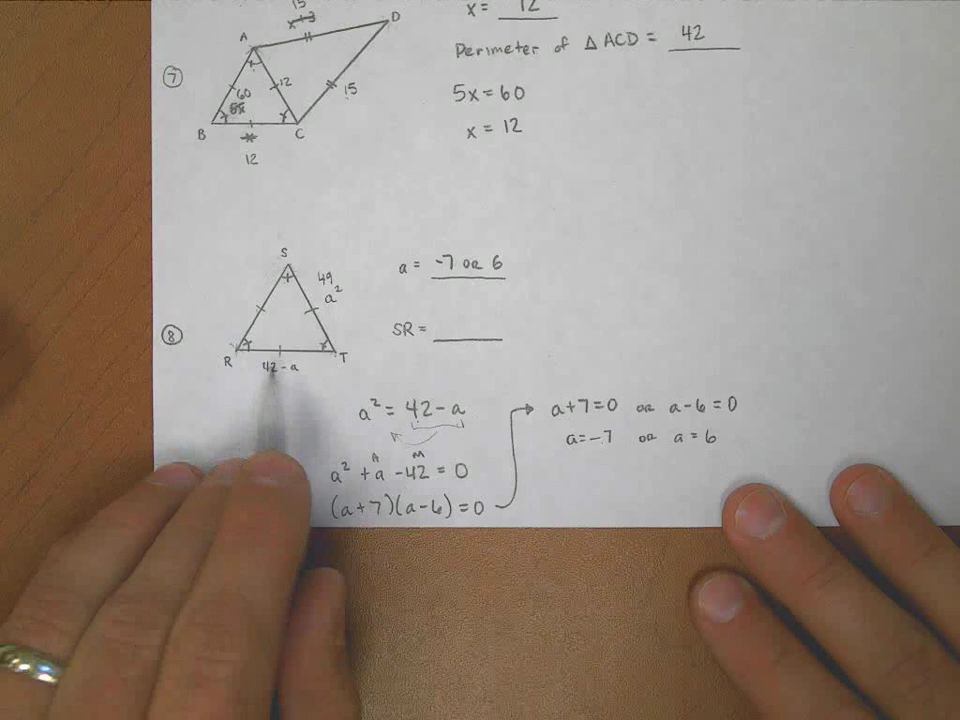 15
x+3
x = 12
A
D
Perimeter of △ACD = 42
7
12
60
15
5x = 60
B
C
x = 12
12
S
49
a²
a = -7 or 6
8
SR =
R
T
42 - a
a² = 42 - a
a + 7 = 0 or a - 6 = 0
a = -7 or a = 6
A M
a² + a - 42 = 0
(a + 7)(a - 6) = 0